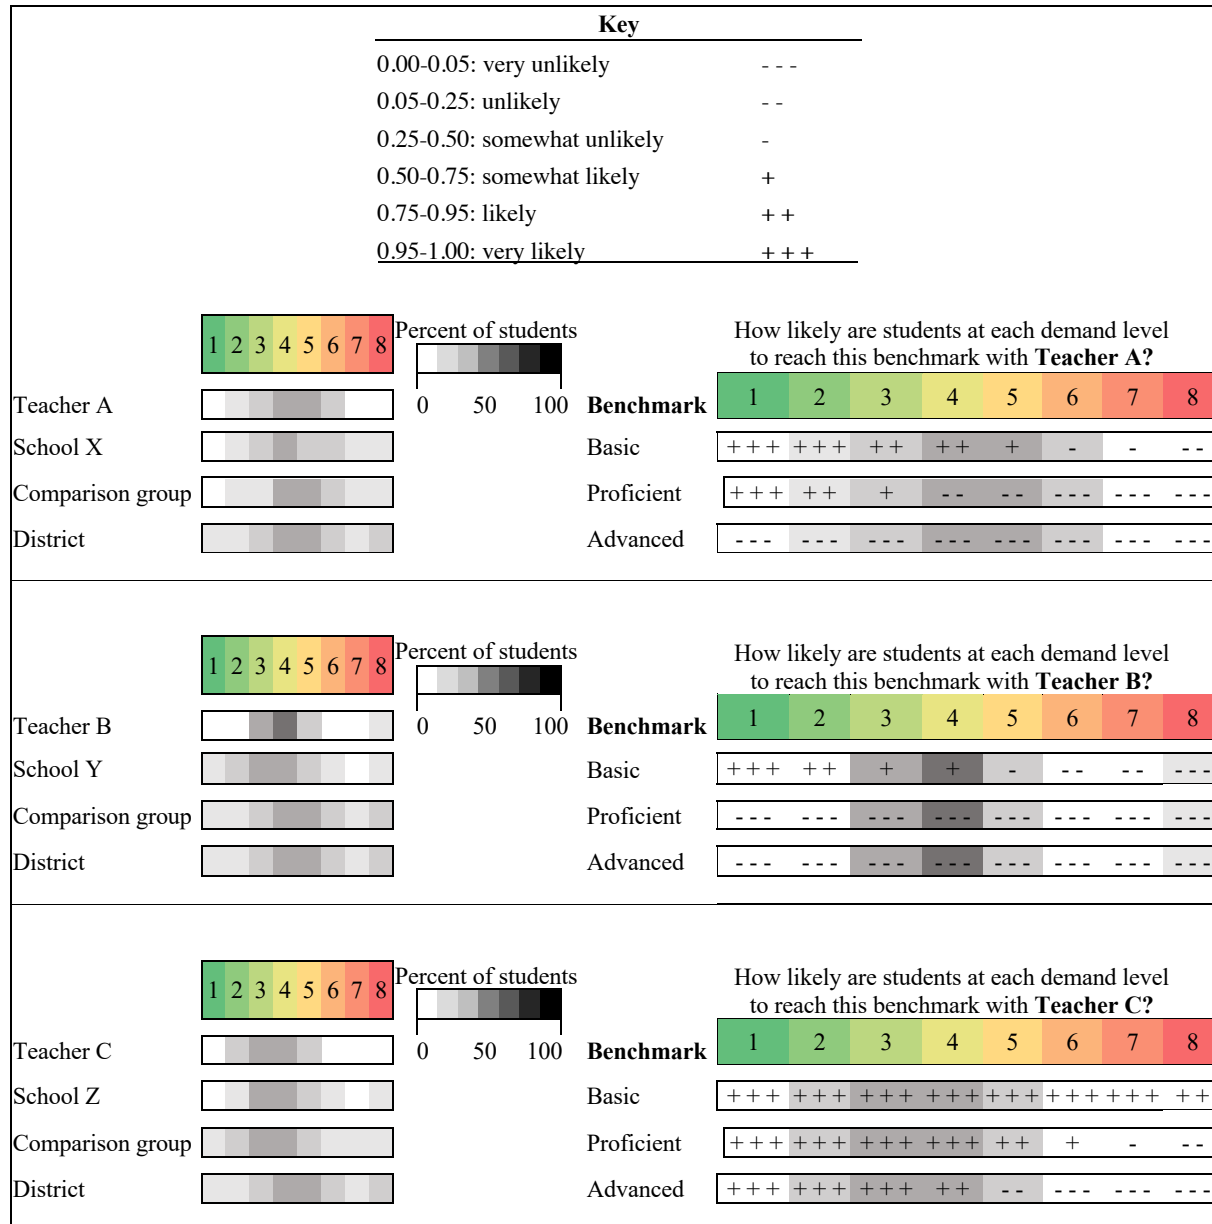 Key
0.00-0.05: very unlikely - - -
0.05-0.25: unlikely - -
0.25-0.50: somewhat unlikely -
0.50-0.75: somewhat likely +
0.75-0.95: likely + +
0.95-1.00: very likely + + +
1 2 3 4 5 6 7 8
Percent of students
How likely are students at each demand level
to reach this benchmark with Teacher A?
Teacher A 0 50 100 Benchmark 1 2 3 4 5 6 7 8
School X Basic + + + + + + + + + + + - - - -
Comparison group Proficient + + + + + + - - - - - - - - - - - - -
District Advanced - - - - - - - - - - - - - - - - - - - - - - - -
1 2 3 4 5 6 7 8
Percent of students
How likely are students at each demand level
to reach this benchmark with Teacher B?
Teacher B 0 50 100 Benchmark 1 2 3 4 5 6 7 8
School Y Basic + + + + + + + - - - - - - - -
Comparison group Proficient - - - - - - - - - - - - - - - - - - - - - - - -
District Advanced - - - - - - - - - - - - - - - - - - - - - - - -
1 2 3 4 5 6 7 8
Percent of students
How likely are students at each demand level
to reach this benchmark with Teacher C?
Teacher C 0 50 100 Benchmark 1 2 3 4 5 6 7 8
School Z Basic + + + + + + + + + + + + + + + + + + + + + + +
Comparison group Proficient + + + + + + + + + + + + + + + - - -
District Advanced + + + + + + + + + + + - - - - - - - - - - -